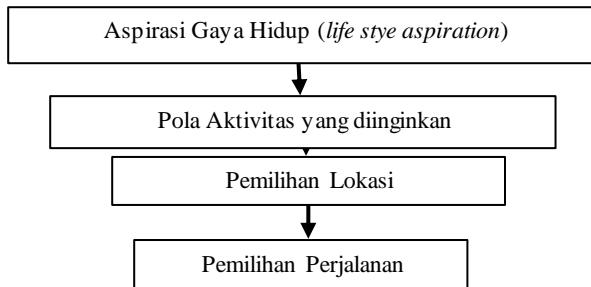 Aspirasi Gaya Hidup (life stye aspiration)
Pola Aktivitas yang diinginkan
Pemilihan Lokasi
Pemilihan Perjalanan